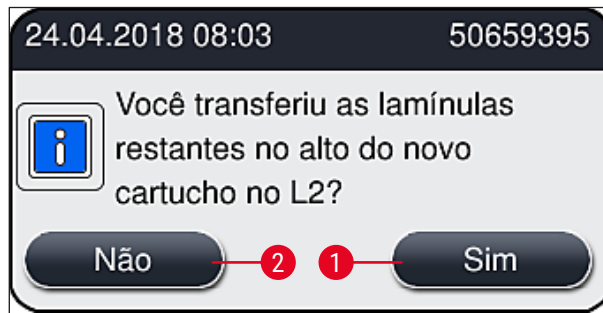 24.04.2018 08:03 50659395
Você transferiu as lamínulas
restantes no alto do novo
cartucho no L2?
Não 2 1 Sim